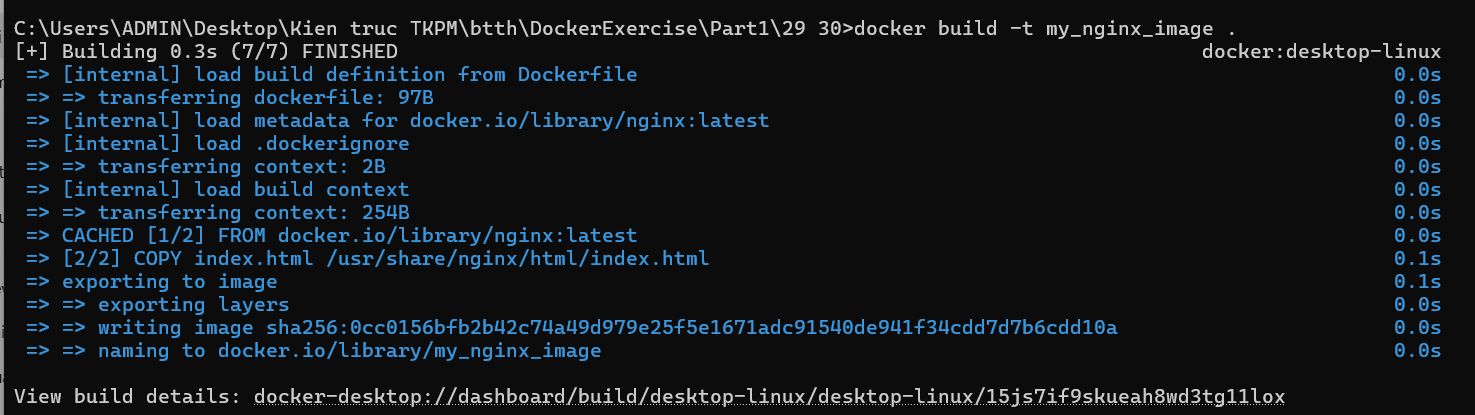 C:\Users\ADMIN\Desktop\Kien truc TKPM\btth\DockerExercise\Part1\29 30>docker build -t my_nginx_image .
[+] Building 0.3s (7/7) FINISHED docker:desktop-linux
=> [internal] load build definition from Dockerfile 0.0s
=> => transferring dockerfile: 97B 0.0s
=> [internal] load metadata for docker.io/library/nginx:latest 0.0s
=> [internal] load .dockerignore 0.0s
=> => transferring context: 2B 0.0s
=> [internal] load build context 0.0s
=> => transferring context: 254B 0.0s
=> CACHED [1/2] FROM docker.io/library/nginx:latest 0.0s
=> [2/2] COPY index.html /usr/share/nginx/html/index.html 0.1s
=> exporting to image 0.1s
=> => exporting layers 0.0s
=> => writing image sha256:0cc0156bfb2b42c74a49d979e25f5e1671adc91540de941f34cdd7d7b6cdd10a 0.0s
=> => naming to docker.io/library/my_nginx_image 0.0s
View build details: docker-desktop://dashboard/build/desktop-linux/desktop-linux/15js7if9skueah8wd3tg11lox